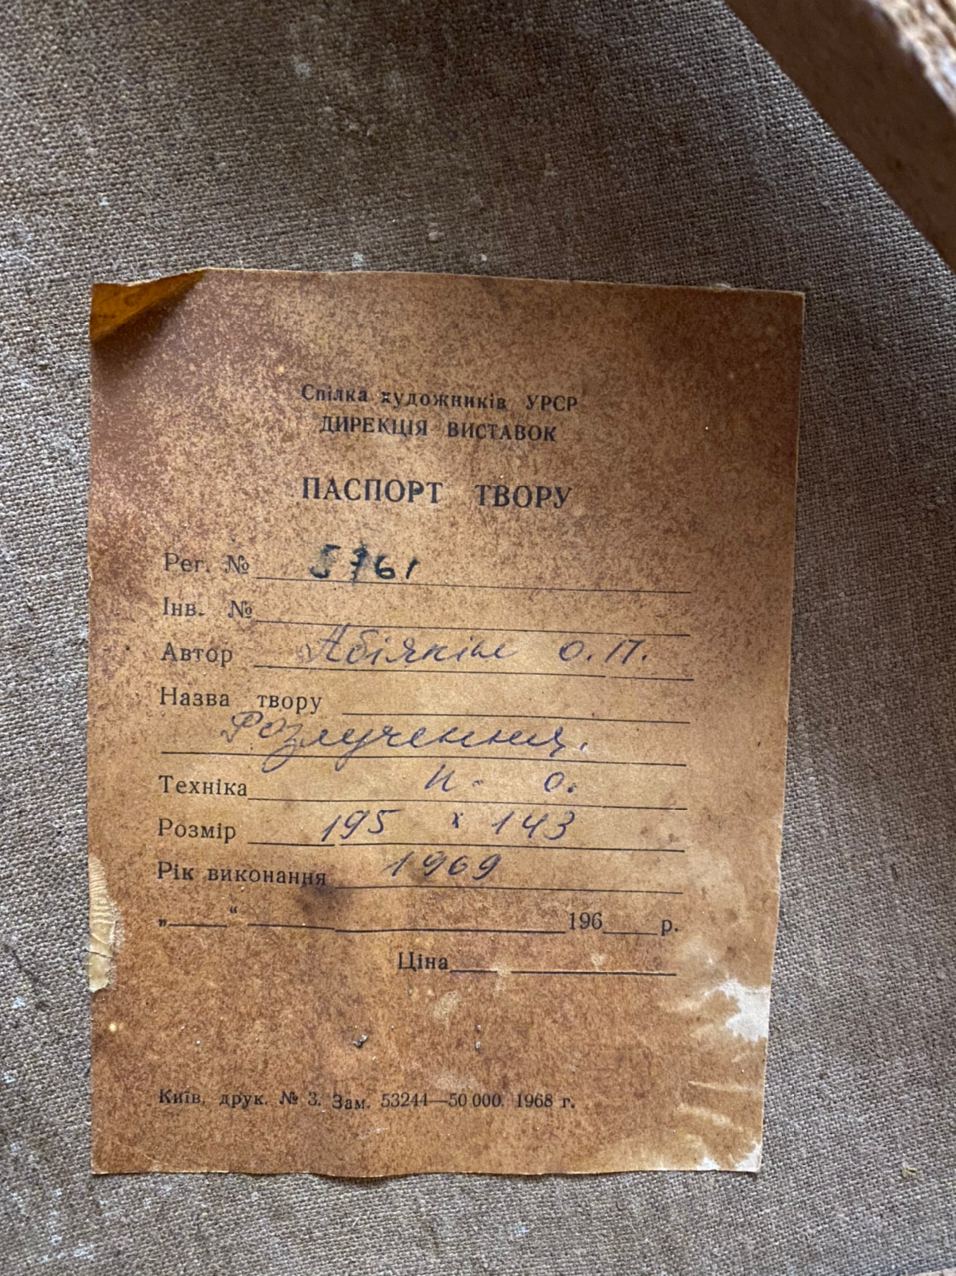 Спілка художників УРСР
ДИРЕКЦІЯ ВИСТАВОК
ПАСПОРТ ТВОРУ
Рег. № 5761
Інв. №
Автор Абіякін О.П.
Назва твору
Розлучення.
Техніка п. о.
Розмір 195 x 143
Рік виконання 1969
„ “ 196 р.
Ціна
Київ, друк. № 3. Зам. 53244—50 000. 1968 г.